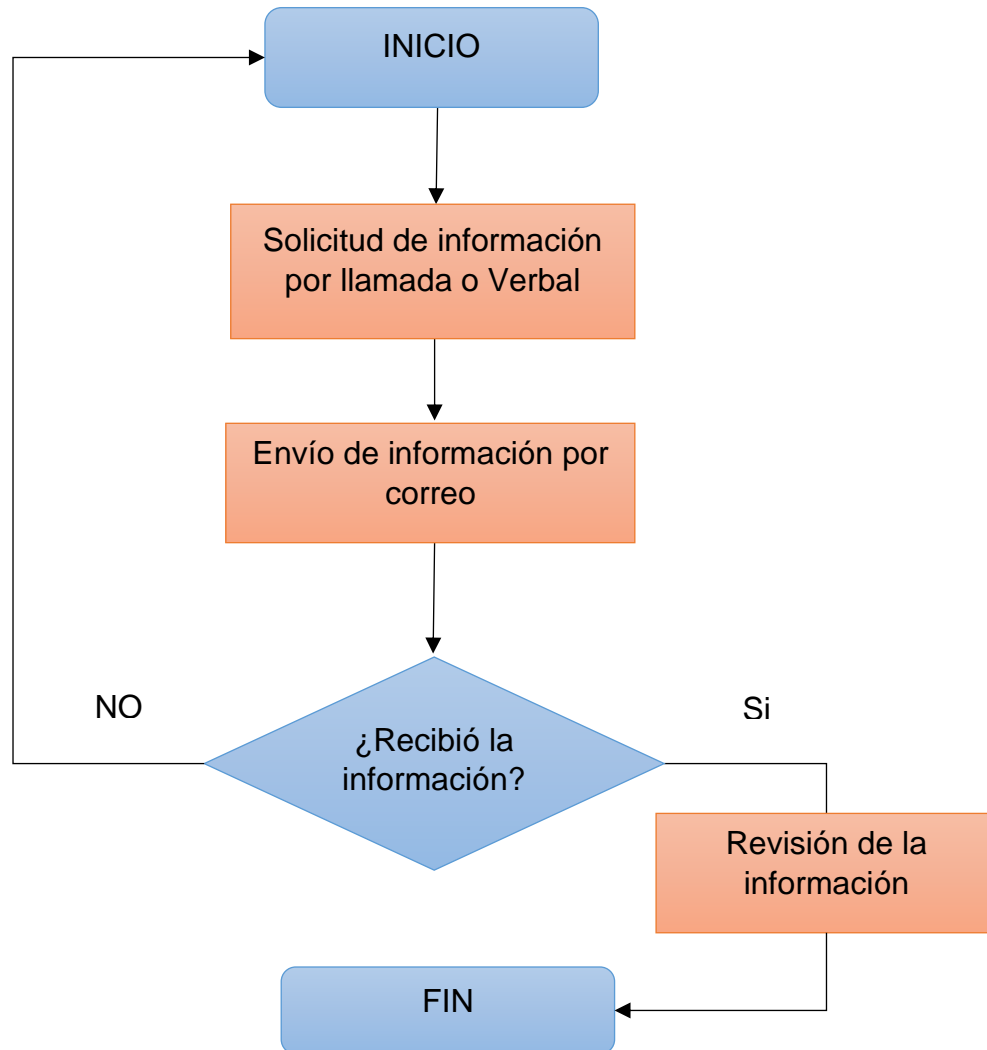 INICIO
Solicitud de información
por llamada o Verbal
Envío de información por
correo
NO
Si
¿Recibió la
información?
Revisión de la
información
FIN